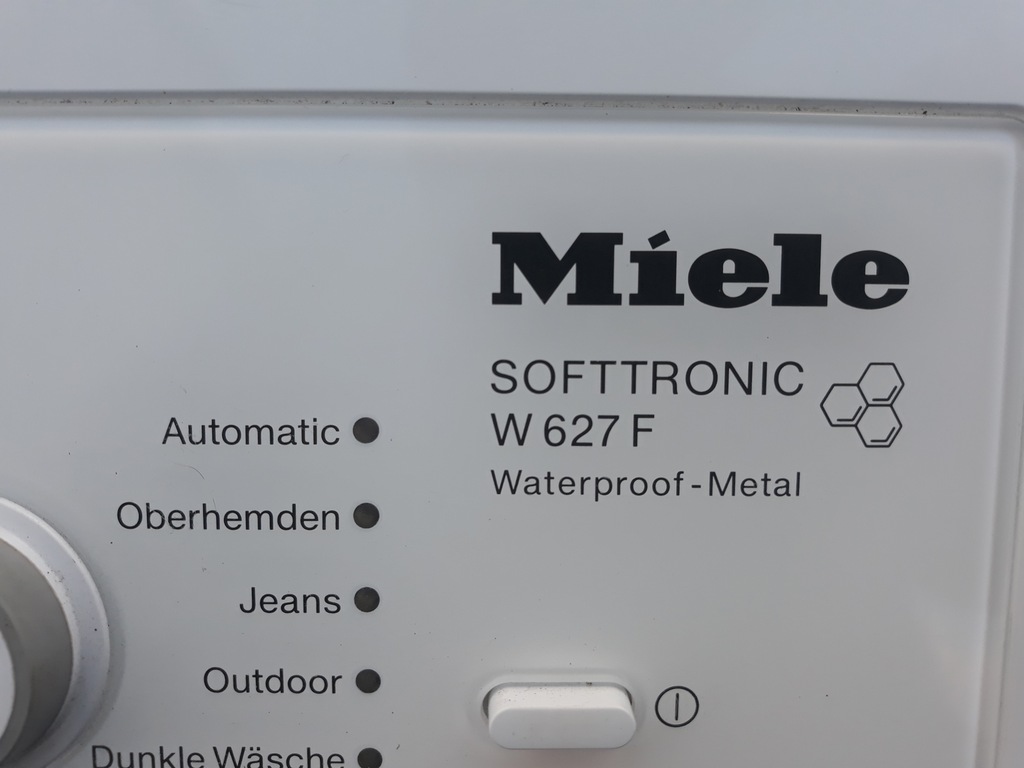 Miele
SOFTTRONIC
W 627 F
Waterproof-Metal
Automatic
Oberhemden
Jeans
Outdoor
Dunkle Wäsche